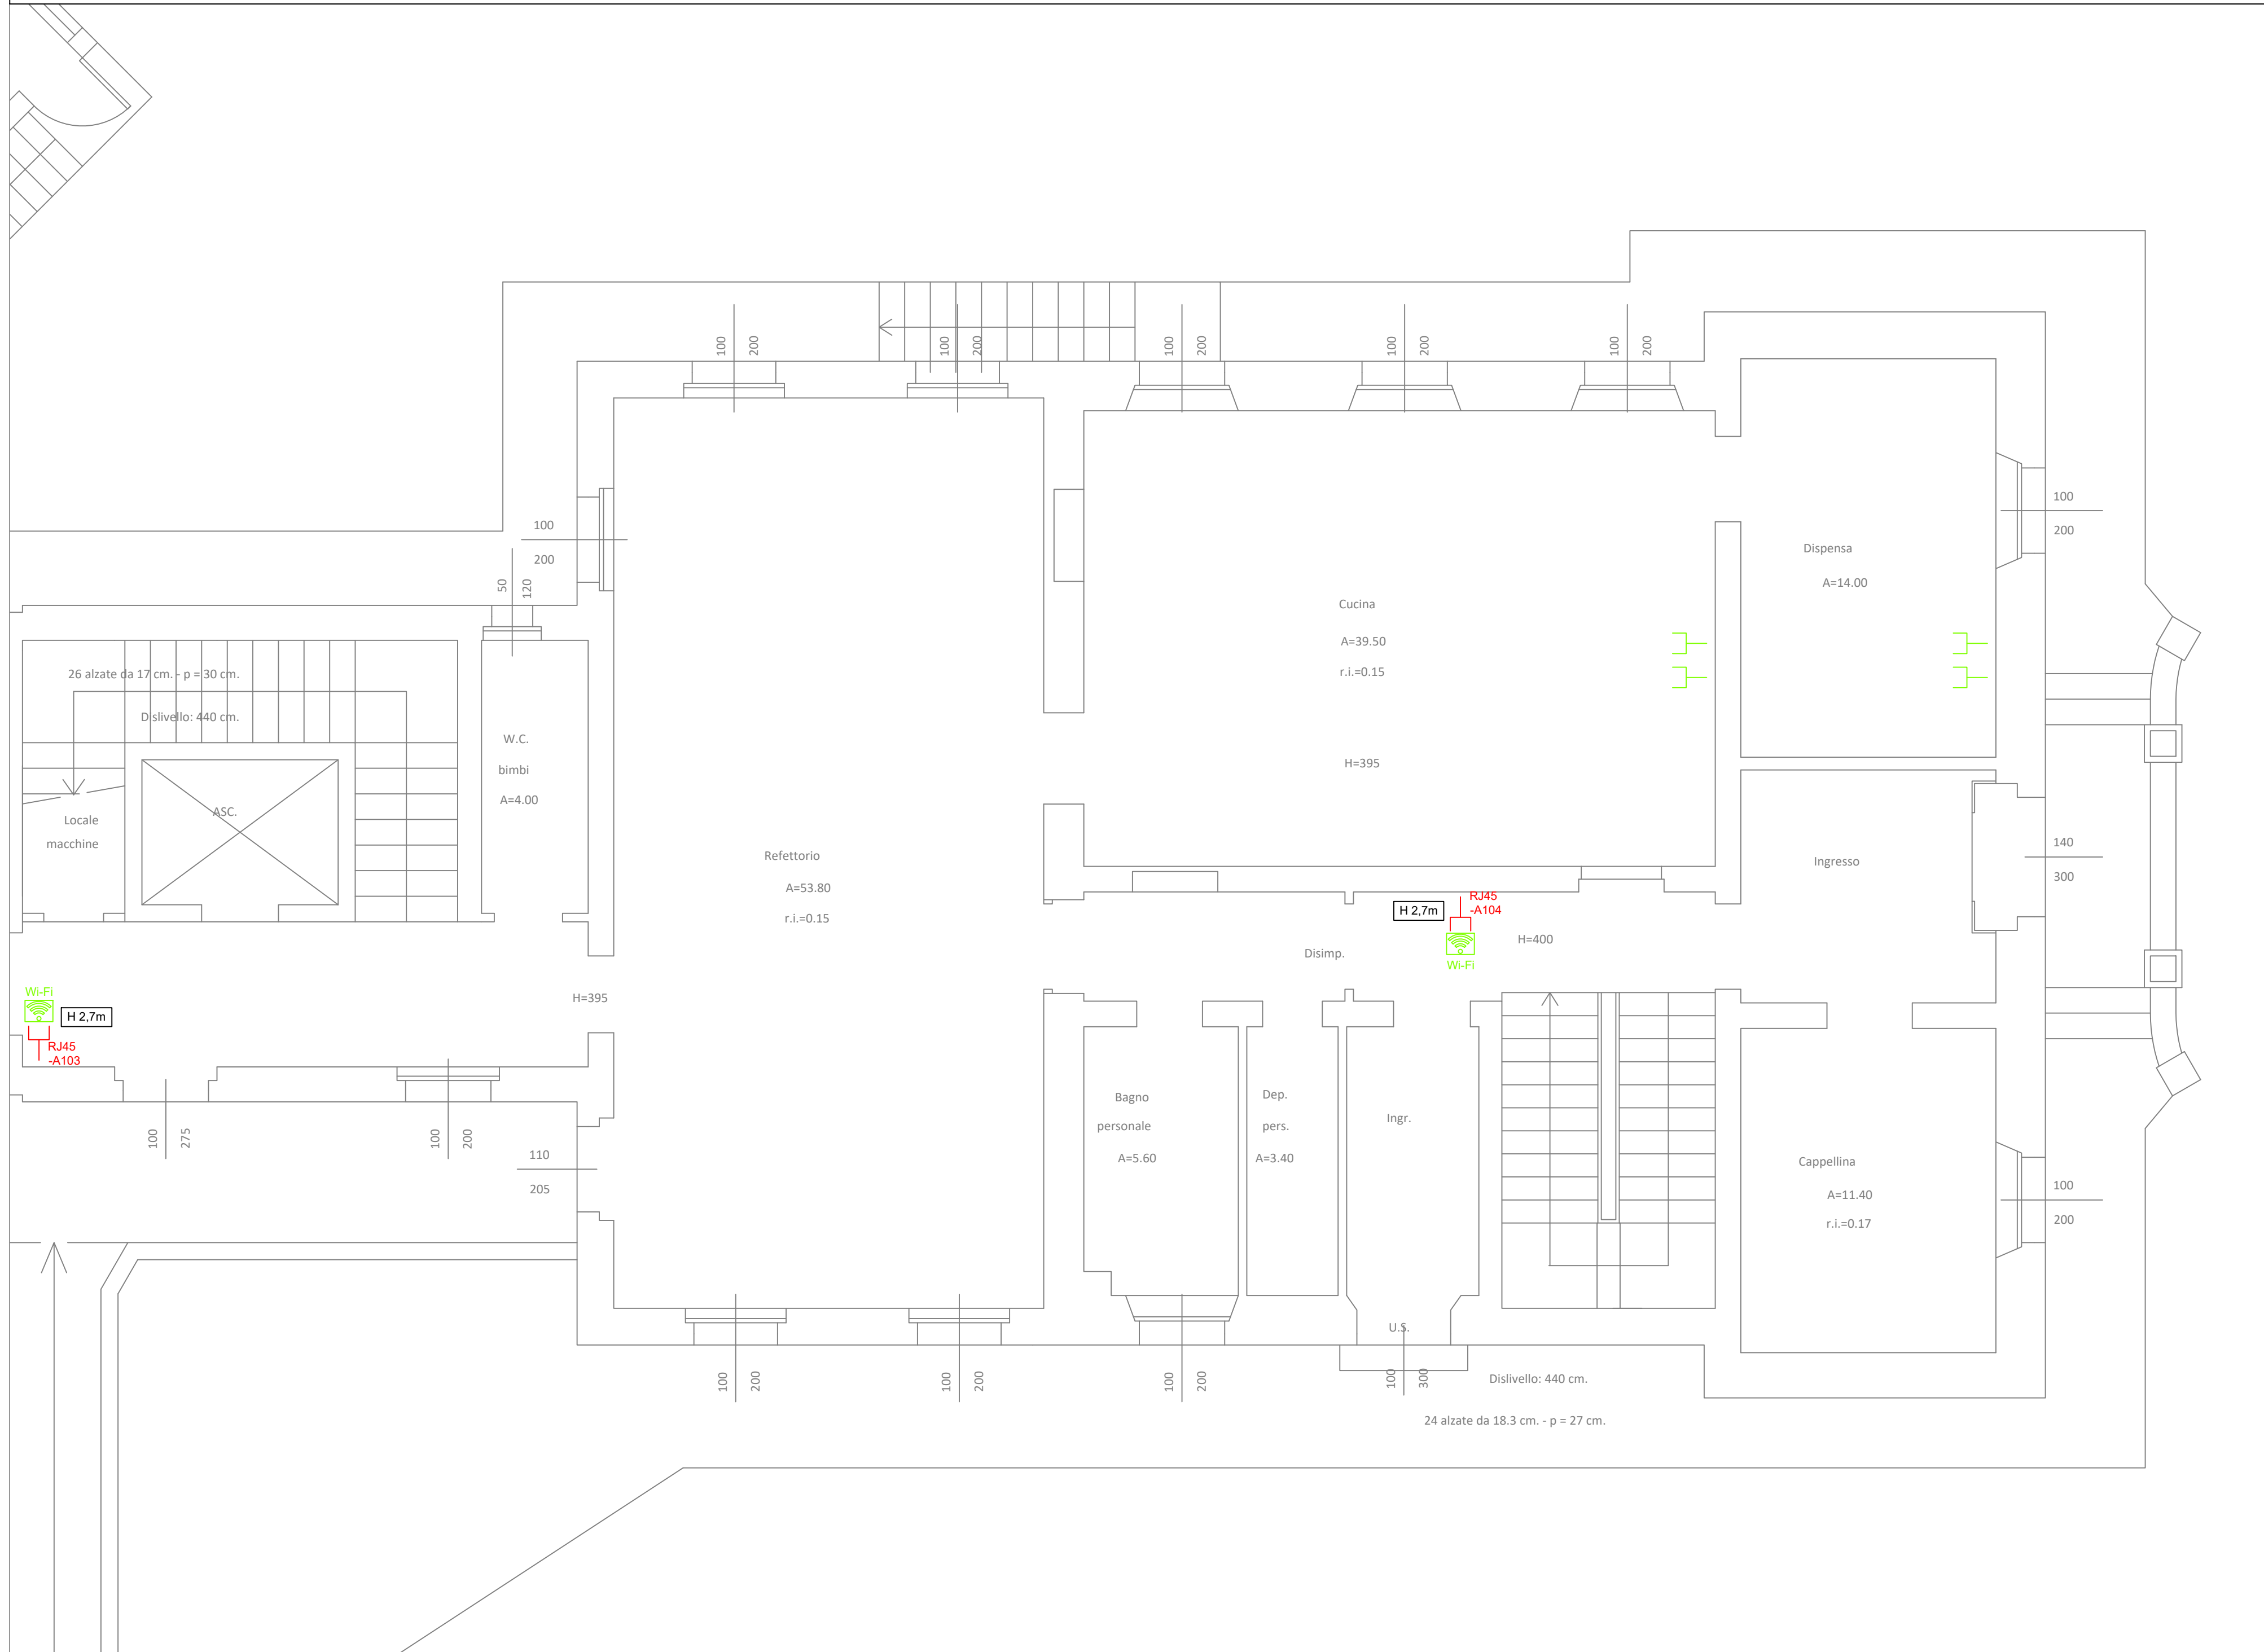 100
200
100
200
100
200
100
200
100
200
100
200
100
200
50
120
Dispensa
A=14.00
Cucina
A=39.50
r.i.=0.15
H=395
26 alzate da 17 cm. - p = 30 cm.
Dislivello: 440 cm.
W.C.
bimbi
A=4.00
ASC.
Locale
macchine
Refettorio
A=53.80
r.i.=0.15
Ingresso
140
300
RJ45
-A104
H 2,7m
Wi-Fi
H=400
Disimp.
Wi-Fi
H 2,7m
RJ45
-A103
H=395
100
275
100
200
110
205
Bagno
personale
A=5.60
Dep.
pers.
A=3.40
Ingr.
Cappellina
A=11.40
r.i.=0.17
100
200
U.S.
100
200
100
200
100
200
100
300
Dislivello: 440 cm.
24 alzate da 18.3 cm. - p = 27 cm.